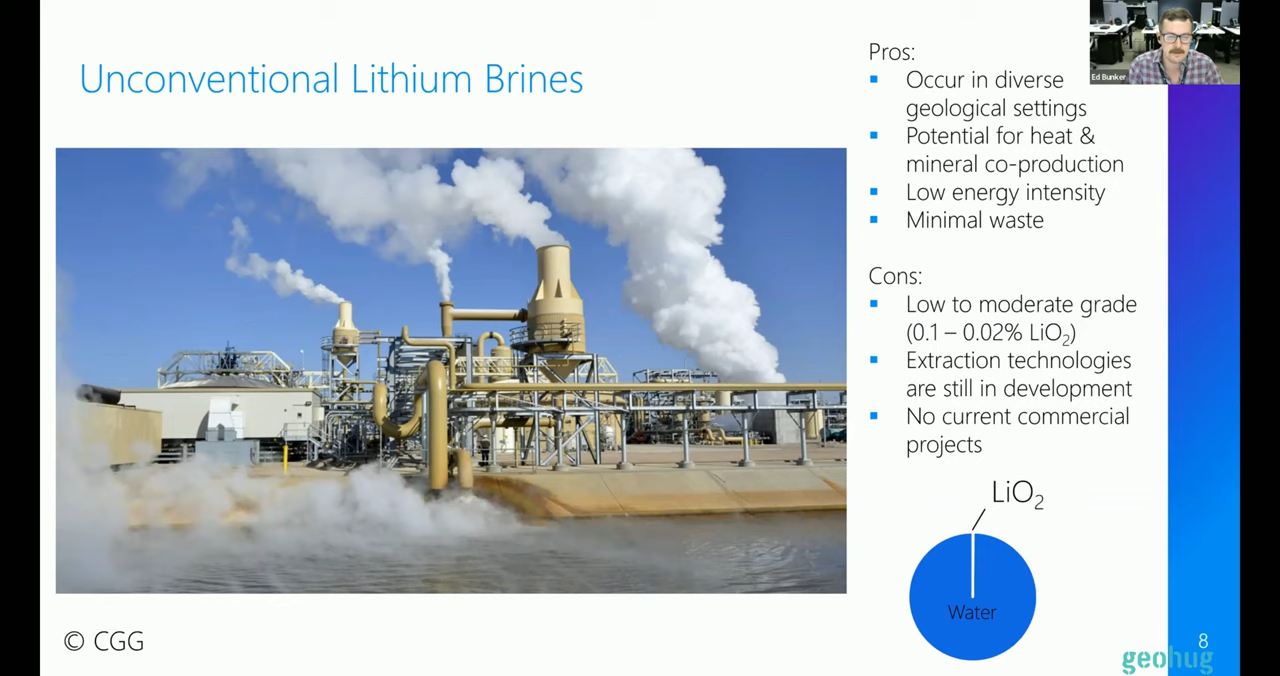 Unconventional Lithium Brines
Pros:
▪ Occur in diverse
geological settings
▪ Potential for heat &
mineral co-production
▪ Low energy intensity
▪ Minimal waste
Cons:
▪ Low to moderate grade
(0.1 – 0.02% LiO₂)
▪ Extraction technologies
are still in development
▪ No current commercial
projects
LiO₂
Water
© CGG
8
geohug
Ed Bunker